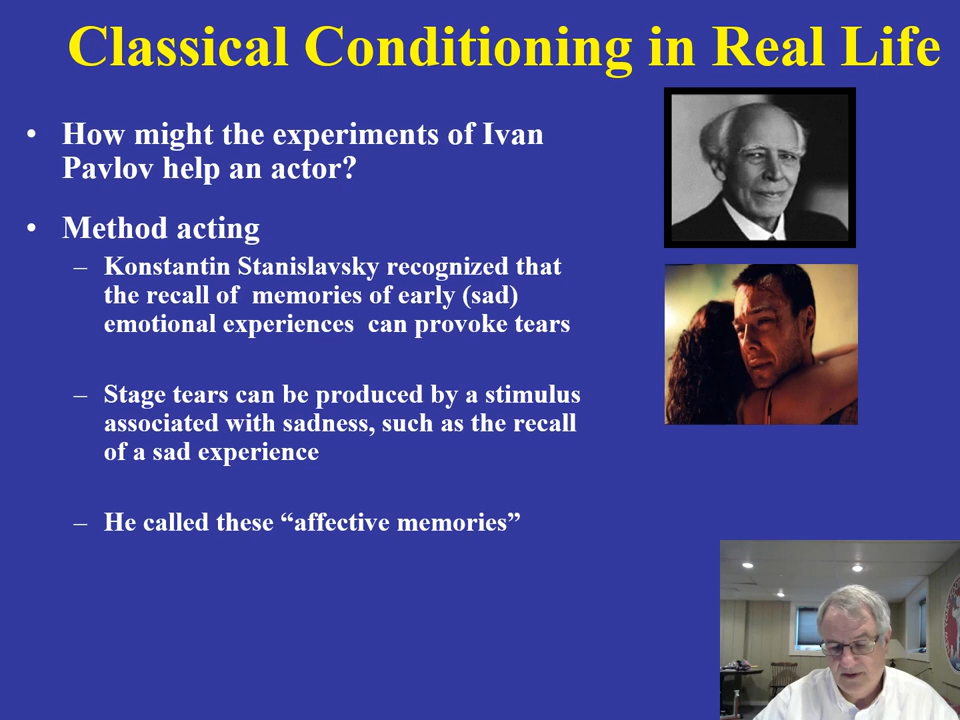 Classical Conditioning in Real Life
• How might the experiments of Ivan
Pavlov help an actor?
• Method acting
– Konstantin Stanislavsky recognized that
the recall of memories of early (sad)
emotional experiences can provoke tears
– Stage tears can be produced by a stimulus
associated with sadness, such as the recall
of a sad experience
– He called these “affective memories”